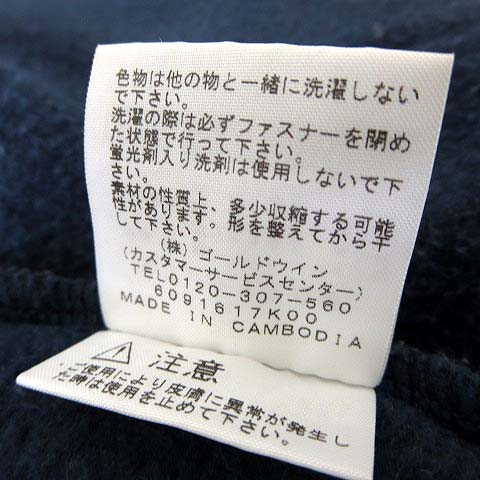 色物は他の物と一緒に洗濯しない
で下さい。
洗濯の際は必ずファスナーを閉め
た状態で行って下さい。
蛍光剤入り洗剤は使用しないで下
さい。
素材の性質上、多少収縮する可能
性があります。形を整えてから干
して下さい。
(株)ゴールドウイン
(カスタマーサービスセンター)
TEL0120-307-560
6091617K00
MADE IN CAMBODIA
注意
使用により皮膚に異常が発生し
た時は使用を止めて下さい。